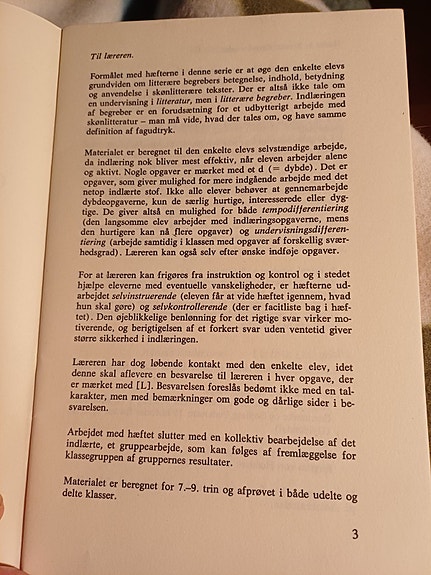 Til læreren.
Formålet med hæfterne i denne serie er at øge den enkelte elevs
grundviden om litterære begrebers betegnelse, indhold, betydning
og anvendelse i skønlitterære tekster. Der er altså ikke tale om
en undervisning i litteratur, men i litterære begreber. Indlæringen
af begreber er en forudsætning for et udbytterigt arbejde med
skønlitteratur – man må vide, hvad der tales om, og have samme
definition af fagudtryk.
Materialet er beregnet til den enkelte elevs selvstændige arbejde,
da indlæring nok bliver mest effektiv, når eleven arbejder alene
og aktivt. Nogle opgaver er mærket med et d (= dybde). Det er
opgaver, som giver mulighed for mere indgående arbejde med det
netop indlærte stof. Ikke alle elever behøver at gennemarbejde
dybdeopgaverne, kun de særlig hurtige, interesserede eller dyg-
tige. De giver altså en mulighed for både tempodifferentiering
(den langsomme elev arbejder med indlæringsopgaverne, mens
den hurtigere kan nå flere opgaver) og undervisningsdifferen-
tiering (arbejde samtidig i klassen med opgaver af forskellig svær-
hedsgrad). Læreren kan også selv efter ønske indføje opgaver.
For at læreren kan frigøres fra instruktion og kontrol og i stedet
hjælpe eleverne med eventuelle vanskeligheder, er hæfterne ud-
arbejdet selvinstruerende (eleven får at vide hæftet igennem, hvad
hun skal gøre) og selvkontrollerende (der er facitliste bag i hæf-
tet). Den øjeblikkelige belønning for det rigtige svar virker mo-
tiverende, og berigtigelsen af et forkert svar uden ventetid giver
større sikkerhed i indlæringen.
Læreren har dog løbende kontakt med den enkelte elev, idet
denne skal aflevere en besvarelse til læreren i hver opgave, der
er mærket med [L]. Besvarelsen foreslås bedømt ikke med en tal-
karakter, men med bemærkninger om gode og dårlige sider i be-
svarelsen.
Arbejdet med hæftet slutter med en kollektiv bearbejdelse af det
indlærte, et gruppearbejde, som kan følges af fremlæggelse for
klassegruppen af gruppernes resultater.
Materialet er beregnet for 7.–9. trin og afprøvet i både udelte og
delte klasser.
3